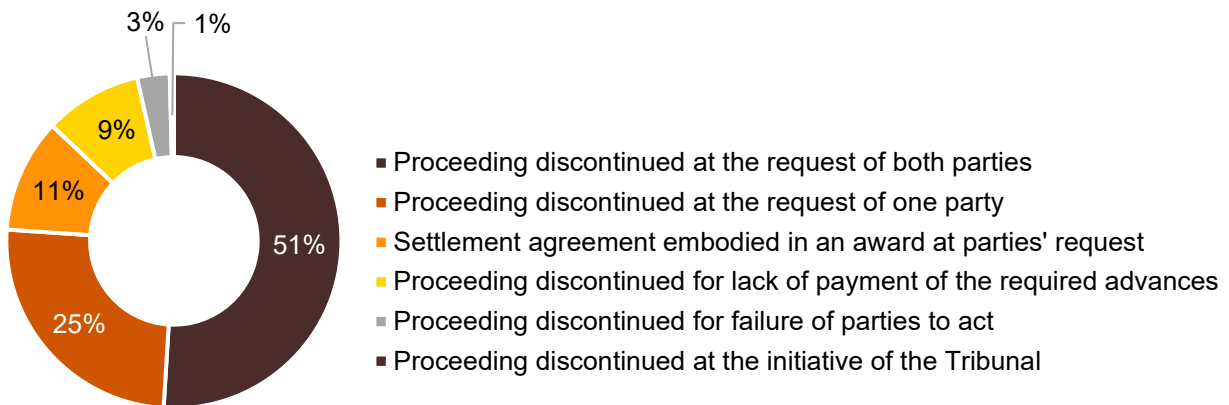 3%
1%
9%
11%
51%
25%
Proceeding discontinued at the request of both parties
Proceeding discontinued at the request of one party
Settlement agreement embodied in an award at parties' request
Proceeding discontinued for lack of payment of the required advances
Proceeding discontinued for failure of parties to act
Proceeding discontinued at the initiative of the Tribunal